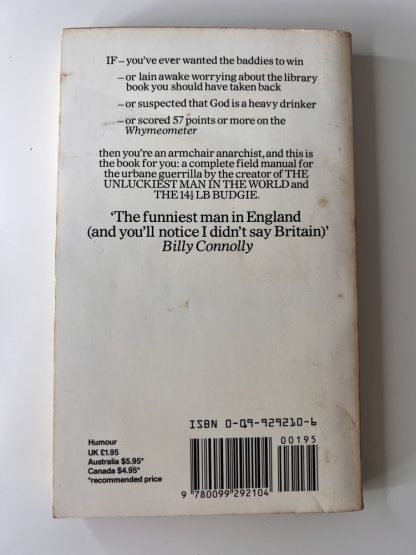 IF – you've ever wanted the baddies to win
– or lain awake worrying about the library
book you should have taken back
– or suspected that God is a heavy drinker
– or scored 57 points or more on the
Whymeometer
then you're an armchair anarchist, and this is
the book for you: a complete field manual for
the urbane guerrilla by the creator of THE
UNLUCKIEST MAN IN THE WORLD and
THE 14½ LB BUDGIE.
'The funniest man in England
(and you'll notice I didn't say Britain)'
Billy Connolly
ISBN 0-09-929210-6
00195
Humour
UK £1.95
Australia $5.95*
Canada $4.95*
*recommended price
9 780099 292104